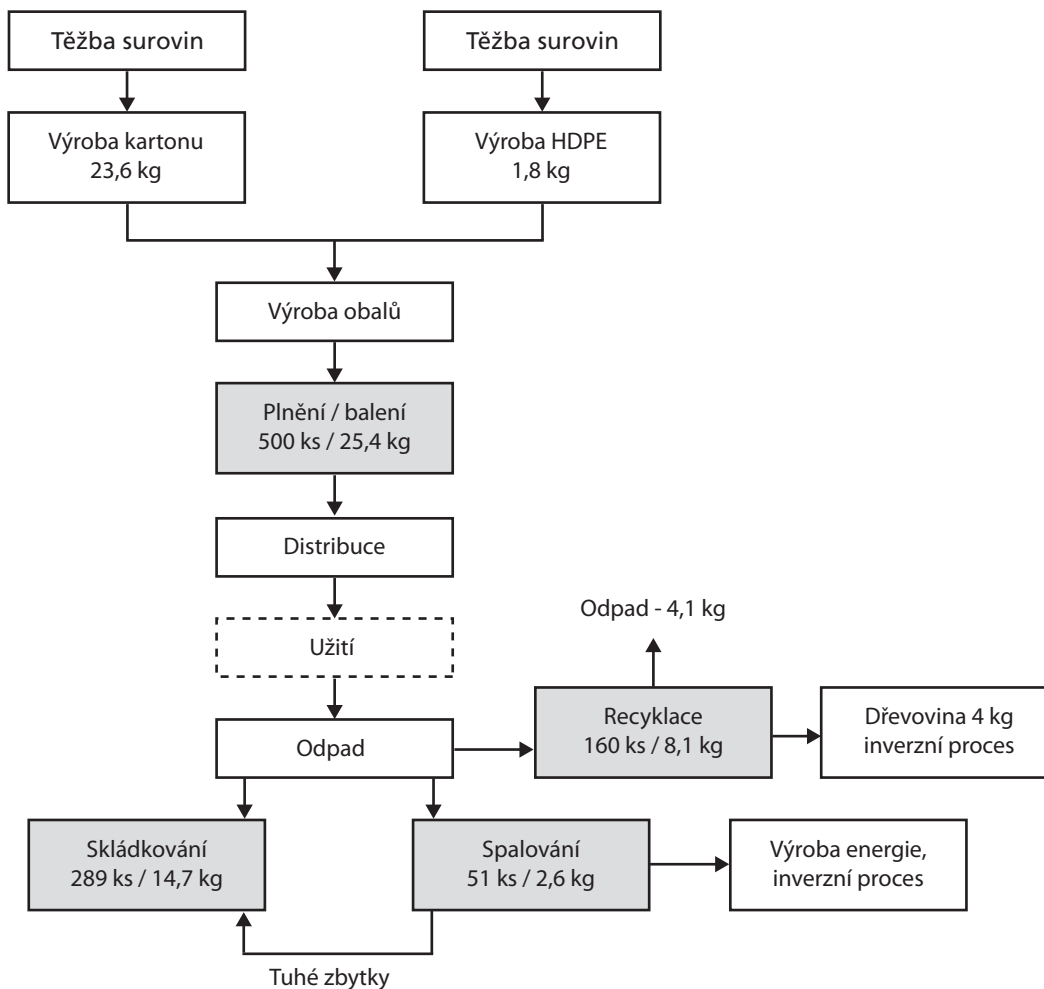 Těžba surovin
Těžba surovin
Výroba kartonu
23,6 kg
Výroba HDPE
1,8 kg
Výroba obalů
Plnění / balení
500 ks / 25,4 kg
Distribuce
Užití
Odpad - 4,1 kg
Odpad
Recyklace
160 ks / 8,1 kg
Dřevovina 4 kg
inverzní proces
Skládkování
289 ks / 14,7 kg
Spalování
51 ks / 2,6 kg
Výroba energie,
inverzní proces
Tuhé zbytky